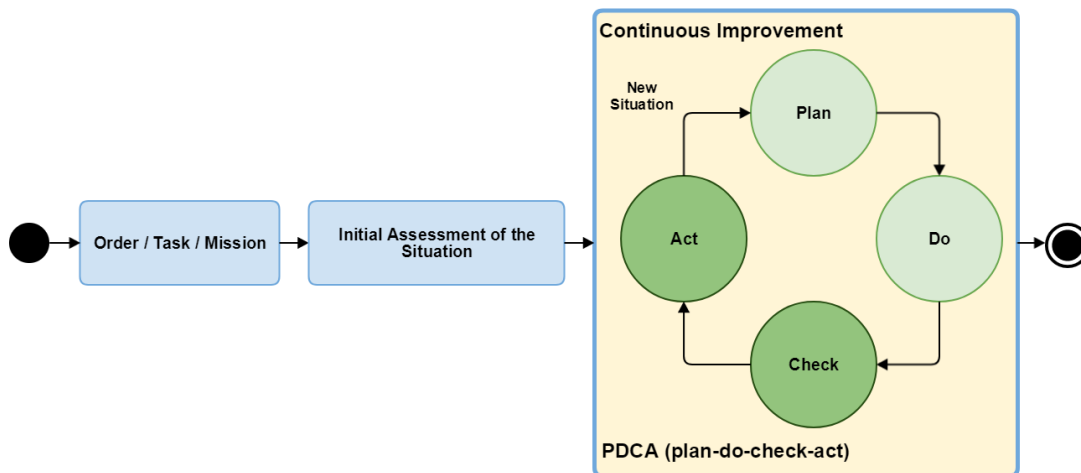 Continuous Improvement
New
Situation
Plan
Order / Task / Mission
Initial Assessment of the
Situation
Act
Do
Check
PDCA (plan-do-check-act)